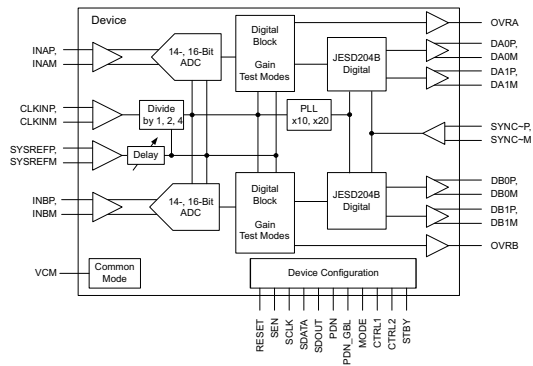 Device
INAP,
INAM
14-, 16-Bit
ADC
Digital
Block
Gain
Test Modes
JESD204B
Digital
OVRA
DA0P,
DA0M
DA1P,
DA1M
CLKINP,
CLKINM
Divide
by 1, 2, 4
PLL
x10, x20
SYNC~P,
SYNC~M
SYSREFP,
SYSREFM
Delay
INBP,
INBM
14-, 16-Bit
ADC
Digital
Block
Gain
Test Modes
JESD204B
Digital
DB0P,
DB0M
DB1P,
DB1M
OVRB
VCM
Common
Mode
Device Configuration
RESET
SEN
SCLK
SDATA
SDOUT
PDN
PDN_GBL
MODE
CTRL1
CTRL2
STBY